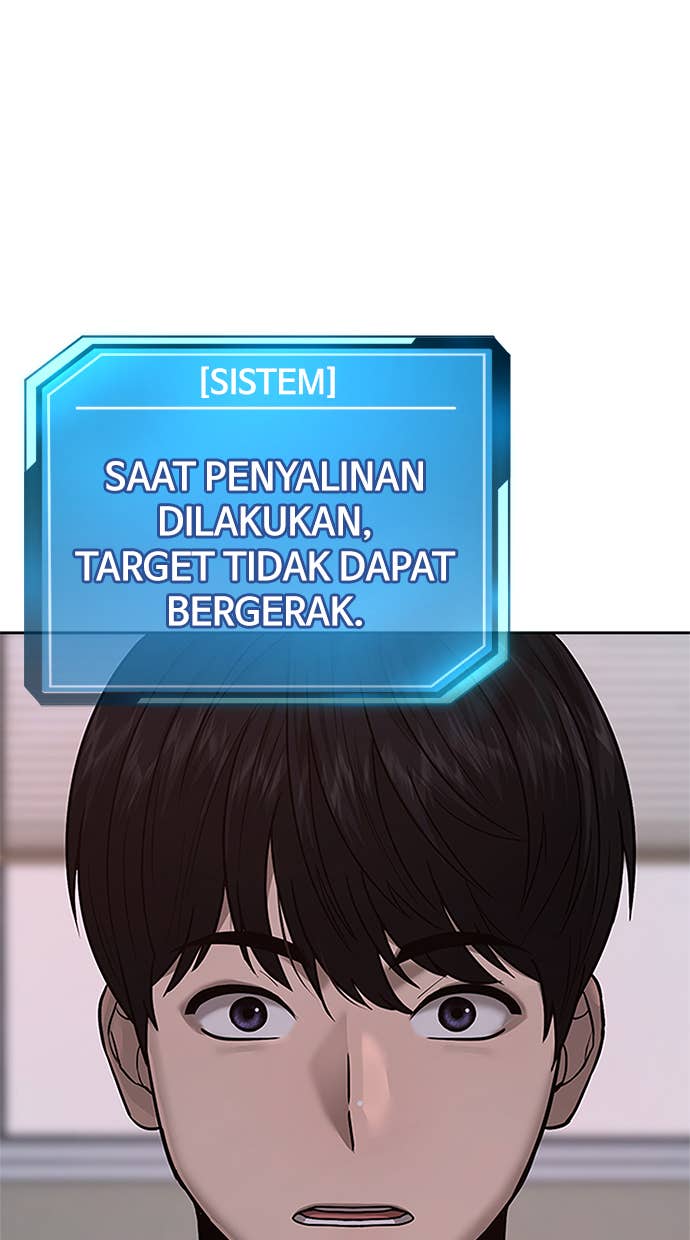 [SISTEM]
SAAT PENYALINAN
DILAKUKAN,
TARGET TIDAK DAPAT
BERGERAK.